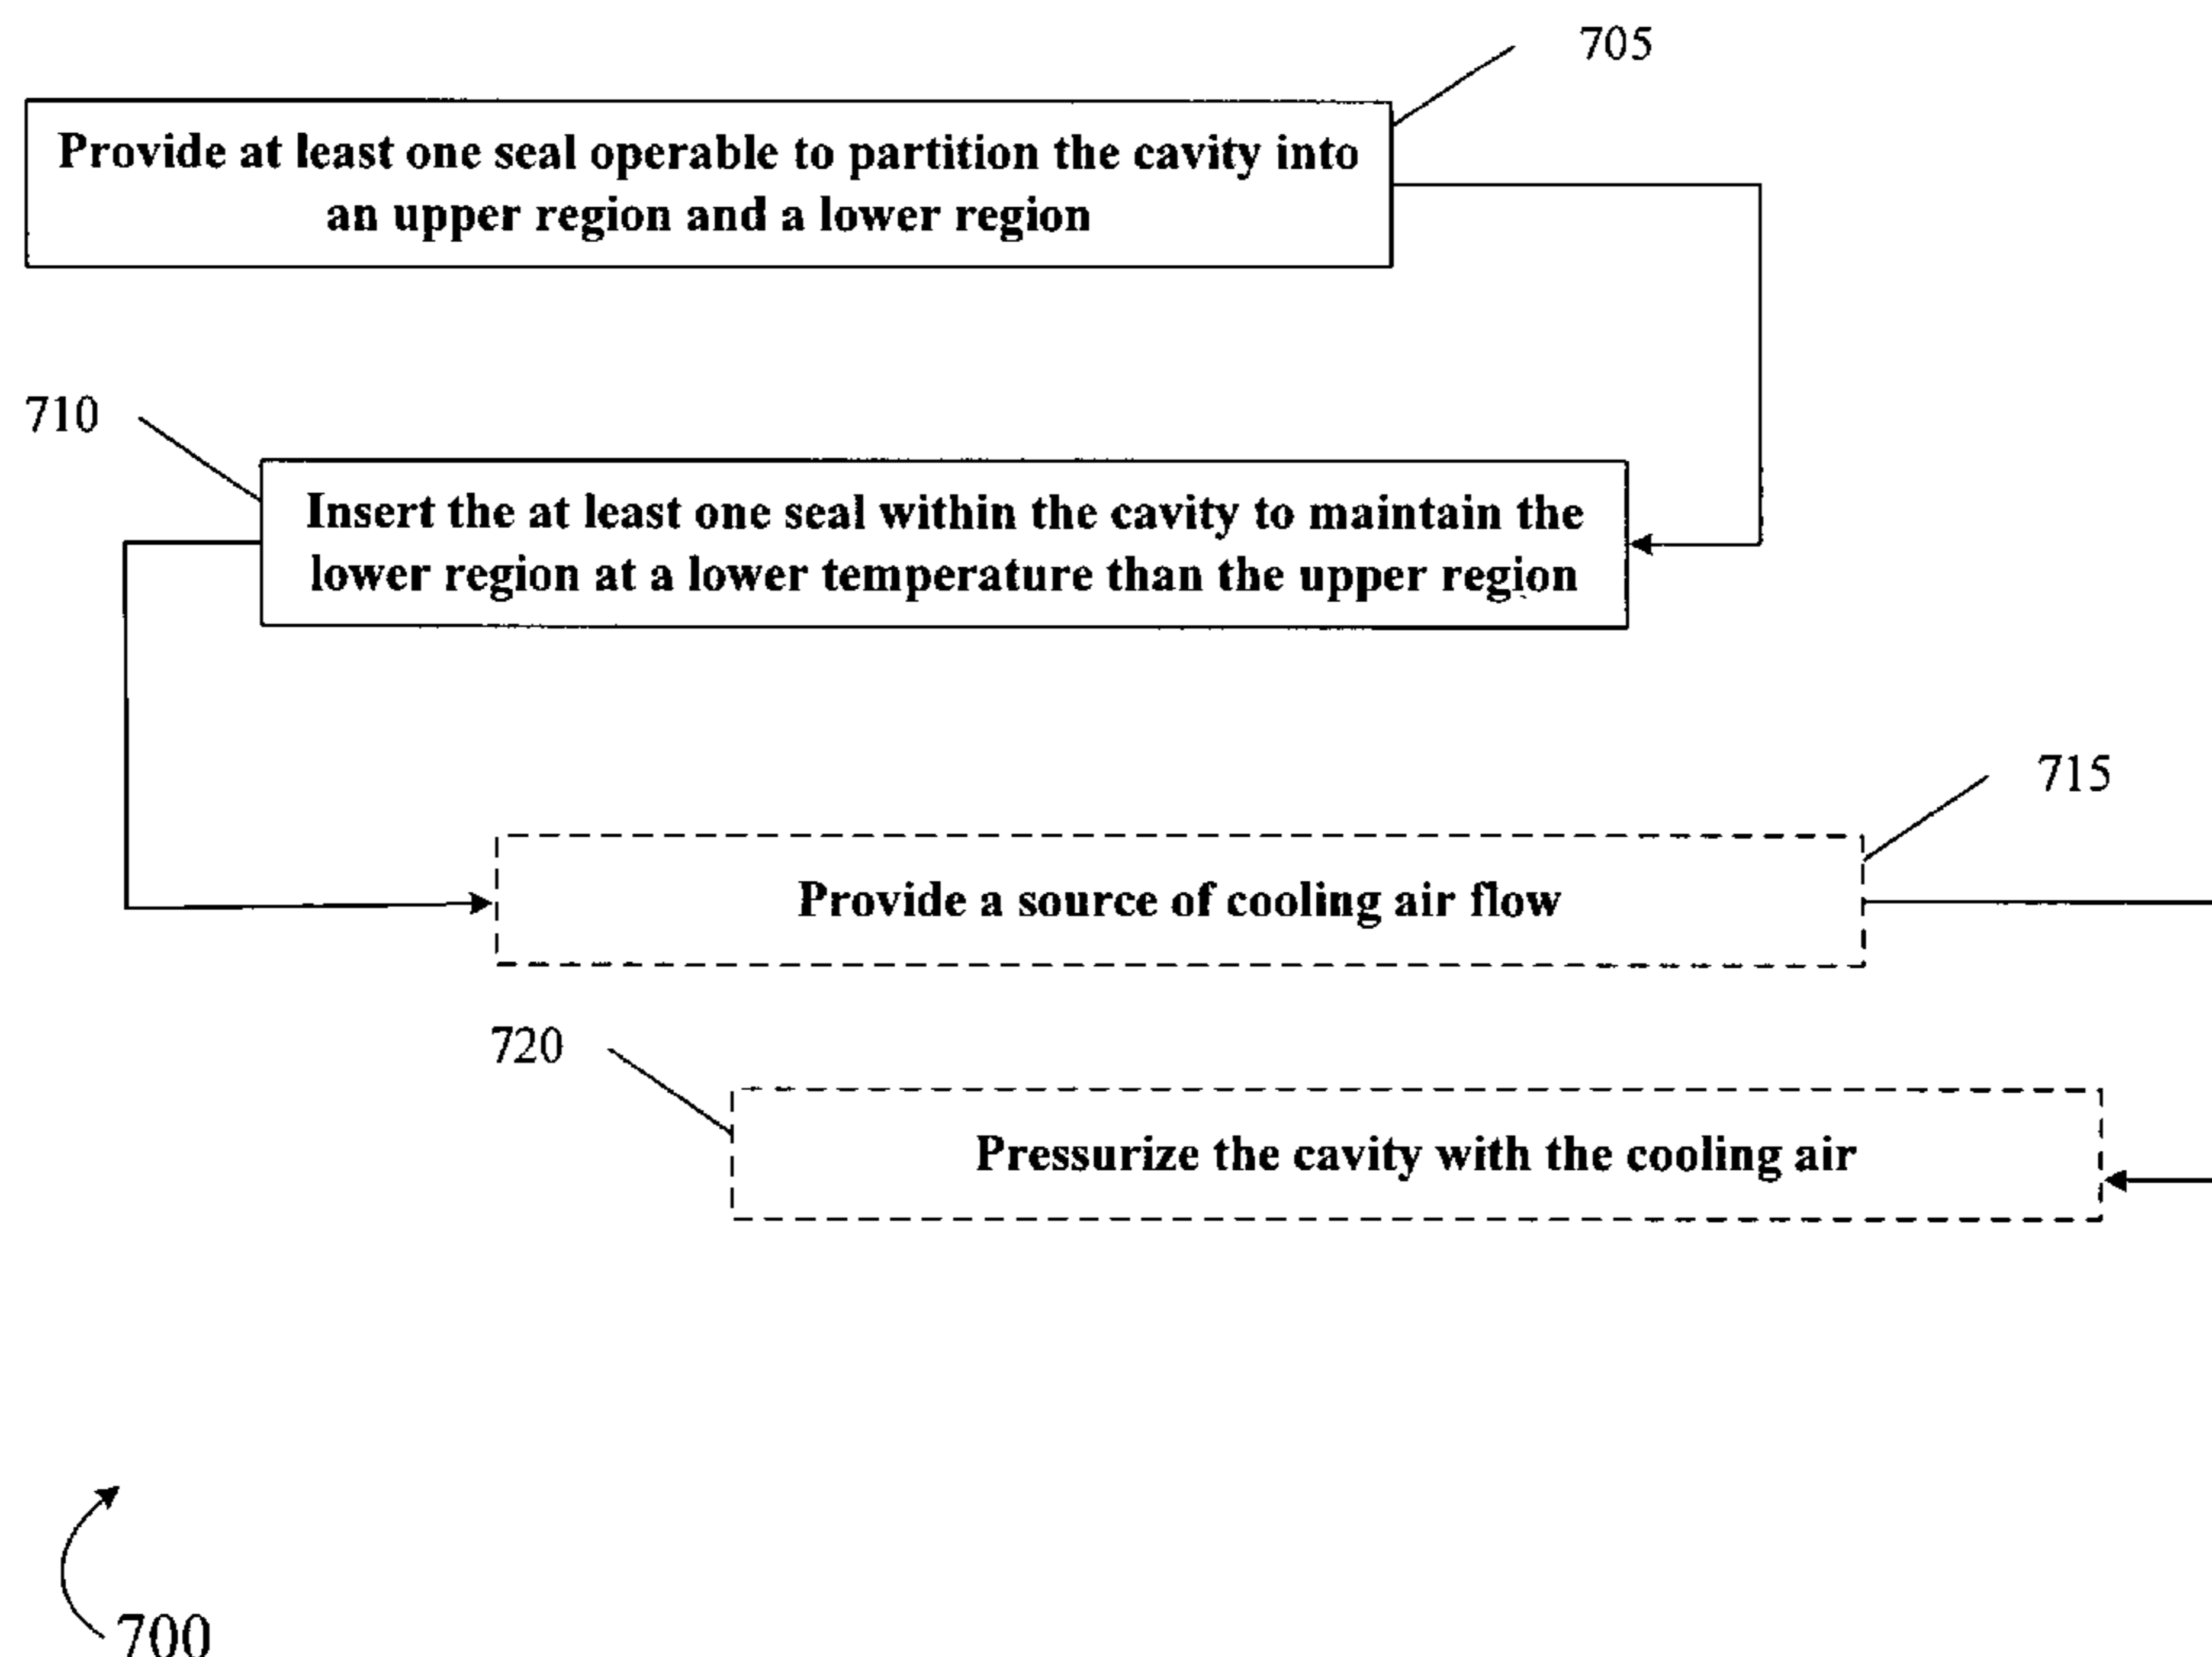 705
Provide at least one seal operable to partition the cavity into
an upper region and a lower region
710
Insert the at least one seal within the cavity to maintain the
lower region at a lower temperature than the upper region
715
Provide a source of cooling air flow
720
Pressurize the cavity with the cooling air
700